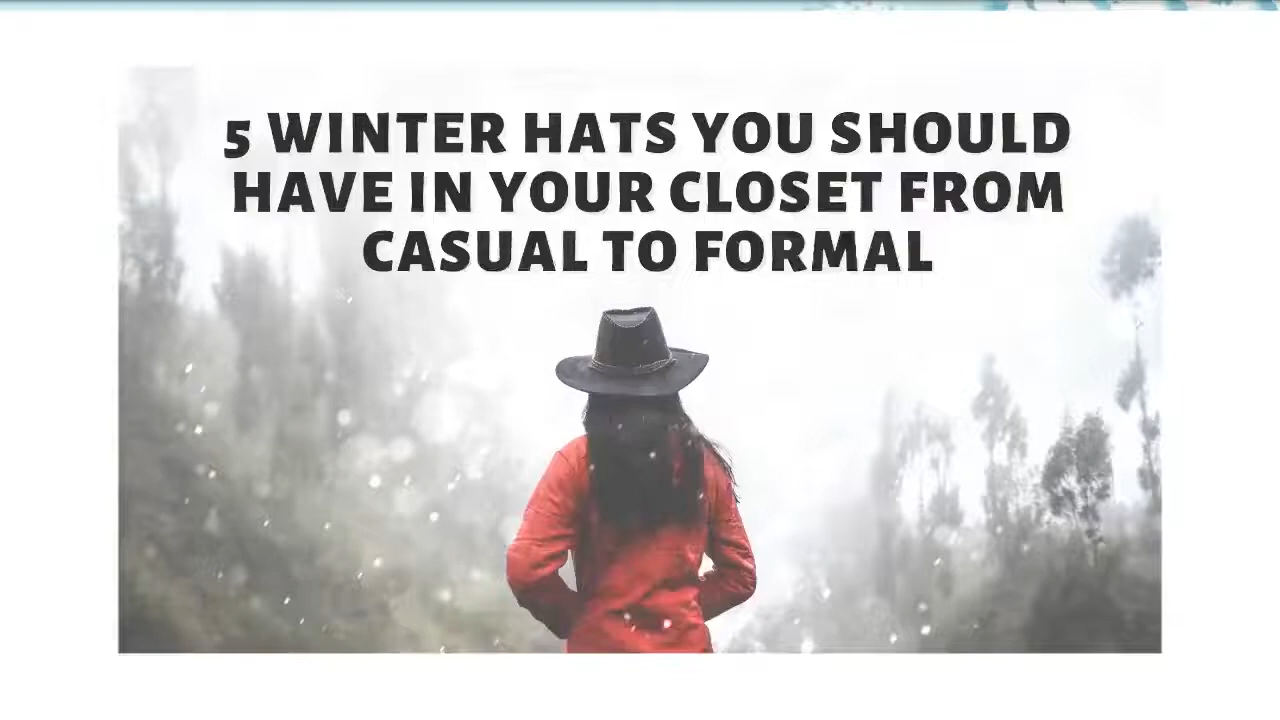 5 WINTER HATS YOU SHOULD
HAVE IN YOUR CLOSET FROM
CASUAL TO FORMAL